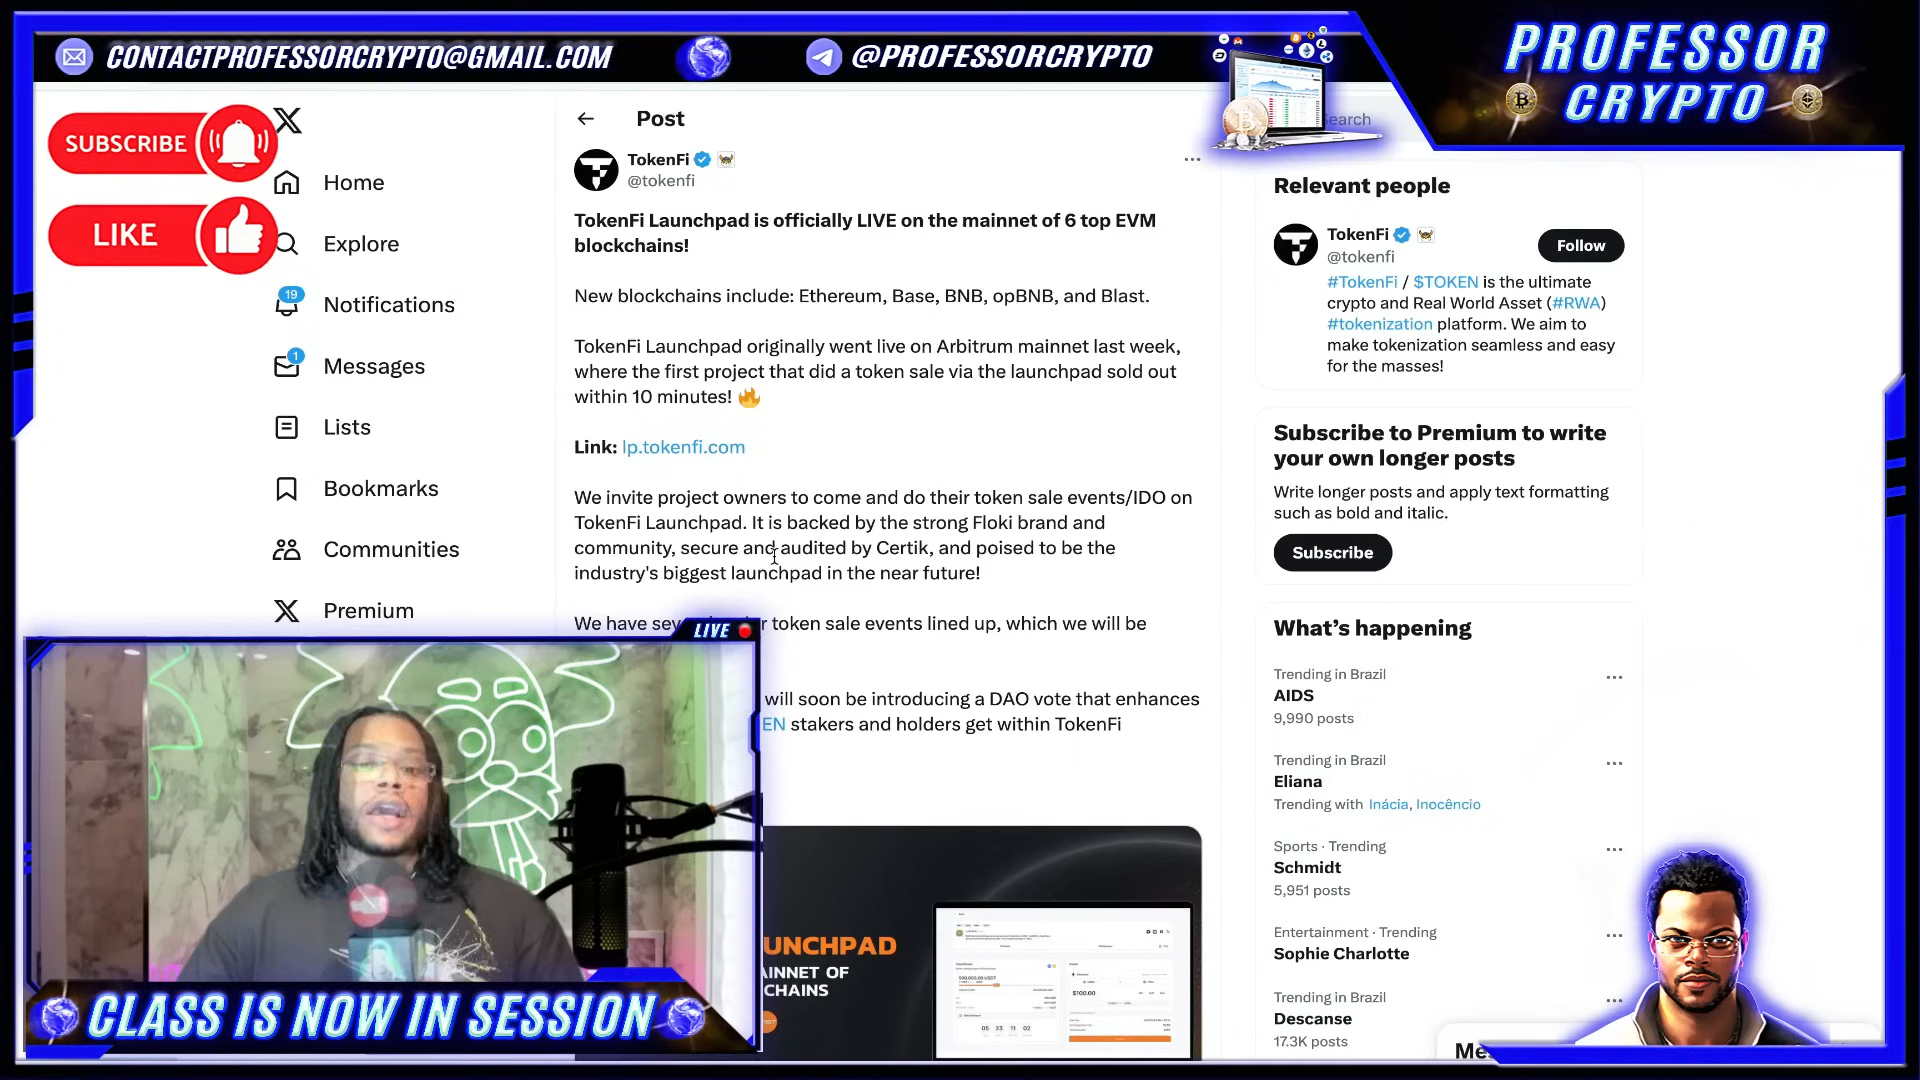 CONTACTPROFESSORCRYPTO@GMAIL.COM
@PROFESSORCRYPTO
PROFESSOR
CRYPTO
SUBSCRIBE
LIKE
Home
Explore
19
Notifications
1
Messages
Lists
Bookmarks
Communities
Premium
Post
TokenFi
@tokenfi
TokenFi Launchpad is officially LIVE on the mainnet of 6 top EVM
blockchains!
New blockchains include: Ethereum, Base, BNB, opBNB, and Blast.
TokenFi Launchpad originally went live on Arbitrum mainnet last week,
where the first project that did a token sale via the launchpad sold out
within 10 minutes! 🔥
Link: lp.tokenfi.com
We invite project owners to come and do their token sale events/IDO on
TokenFi Launchpad. It is backed by the strong Floki brand and
community, secure and audited by Certik, and poised to be the
industry's biggest launchpad in the near future!
We have token sale events lined up, which we will be
will soon be introducing a DAO vote that enhances
EN stakers and holders get within TokenFi
UNCHPAD
AINNET OF
CHAINS
$100.00
05 23 11 02
earch
Relevant people
TokenFi
@tokenfi
Follow
#TokenFi / $TOKEN is the ultimate
crypto and Real World Asset (#RWA)
#tokenization platform. We aim to
make tokenization seamless and easy
for the masses!
Subscribe to Premium to write
your own longer posts
Write longer posts and apply text formatting
such as bold and italic.
Subscribe
What's happening
Trending in Brazil
AIDS
9,990 posts
Trending in Brazil
Eliana
Trending with Inácia, Inocêncio
Sports · Trending
Schmidt
5,951 posts
Entertainment · Trending
Sophie Charlotte
Trending in Brazil
Descanse
17.3K posts
LIVE
CLASS IS NOW IN SESSION